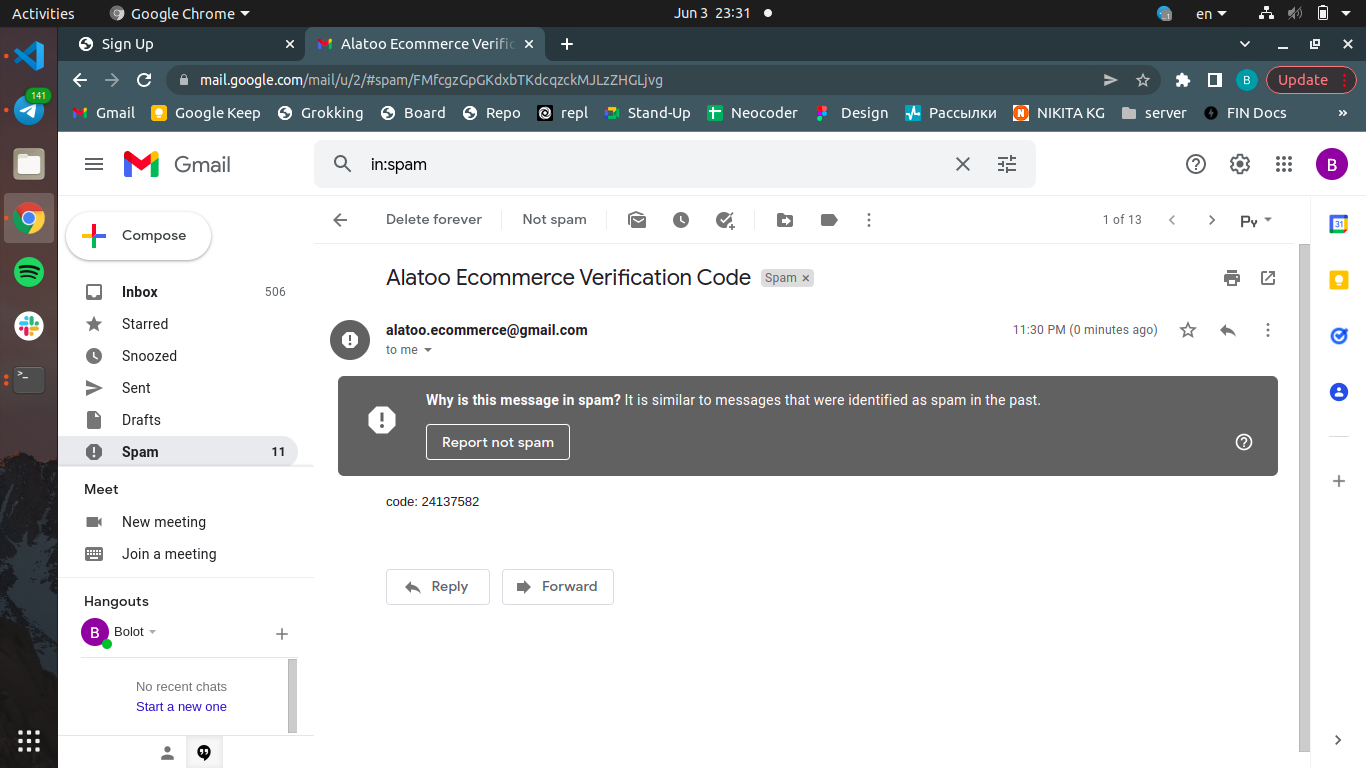 Activities
Google Chrome
Jun 3 23:31
en
Sign Up
Alatoo Ecommerce Verific
mail.google.com/mail/u/2/#spam/FMfcgzGpGKdxbTKdcqzckMJLzZHGLjvg
B
Update
Gmail
Google Keep
Grokking
Board
Repo
repl
Stand-Up
Neocoder
Design
Рассылки
NIKITA KG
server
FIN Docs
»
141
Gmail
in:spam
B
Compose
Delete forever
Not spam
1 of 13
Ру
31
Inbox 506
Starred
Snoozed
Sent
Drafts
Spam 11
Meet
New meeting
Join a meeting
Hangouts
B Bolot
No recent chats
Start a new one
Alatoo Ecommerce Verification Code
Spam ×
alatoo.ecommerce@gmail.com
11:30 PM (0 minutes ago)
to me
Why is this message in spam? It is similar to messages that were identified as spam in the past.
Report not spam
code: 24137582
Reply
Forward